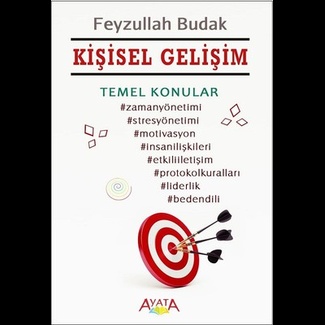 Feyzullah Budak
KİŞİSEL GELİŞİM
TEMEL KONULAR
#zamanyönetimi
#stresyönetimi
#motivasyon
#insanilişkileri
#etkiliiletişim
#protokolkuralları
#liderlik
#bedendili
AYATA